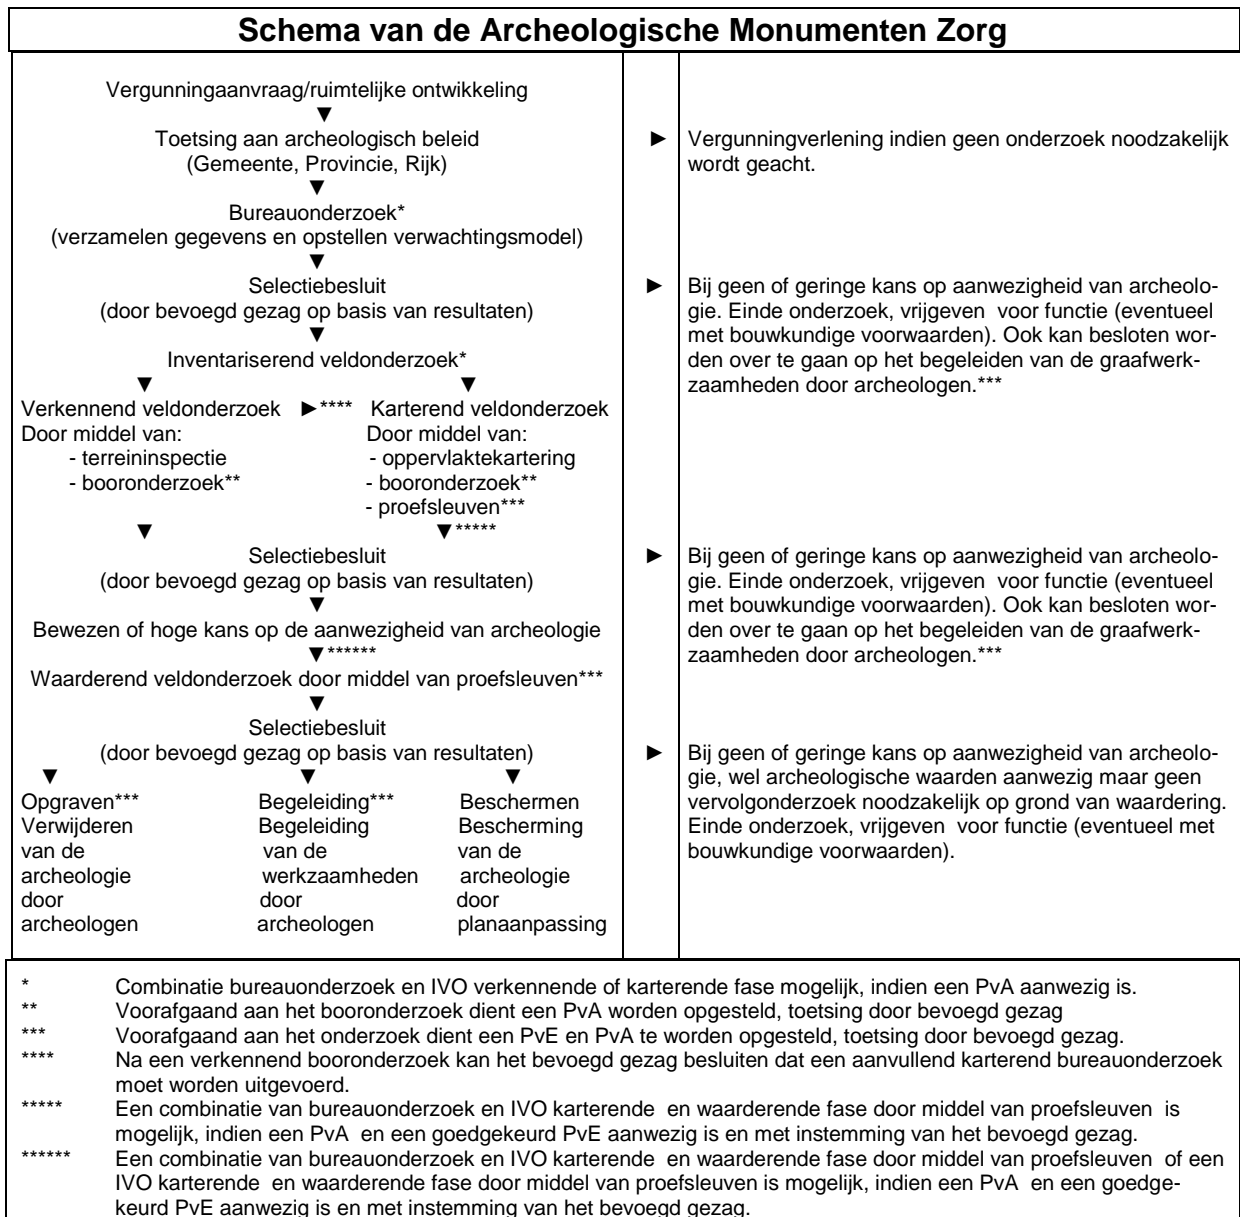 Schema van de Archeologische Monumenten Zorg
Vergunningaanvraag/ruimtelijke ontwikkeling
▼
Toetsing aan archeologisch beleid
(Gemeente, Provincie, Rijk)
► Vergunningverlening indien geen onderzoek noodzakelijk
wordt geacht.
▼
Bureauonderzoek*
(verzamelen gegevens en opstellen verwachtingsmodel)
▼
Selectiebesluit
(door bevoegd gezag op basis van resultaten)
► Bij geen of geringe kans op aanwezigheid van archeolo-
gie. Einde onderzoek, vrijgeven voor functie (eventueel
met bouwkundige voorwaarden). Ook kan besloten wor-
den over te gaan op het begeleiden van de graafwerk-
zaamheden door archeologen.***
▼
Inventariserend veldonderzoek*
▼ ▼
Verkennend veldonderzoek ►**** Karterend veldonderzoek
Door middel van: Door middel van:
- terreininspectie - oppervlaktekartering
- booronderzoek** - booronderzoek**
- proefsleuven***
▼ ▼*****
Selectiebesluit
(door bevoegd gezag op basis van resultaten)
► Bij geen of geringe kans op aanwezigheid van archeolo-
gie. Einde onderzoek, vrijgeven voor functie (eventueel
met bouwkundige voorwaarden). Ook kan besloten wor-
den over te gaan op het begeleiden van de graafwerk-
zaamheden door archeologen.***
▼
Bewezen of hoge kans op de aanwezigheid van archeologie
▼******
Waarderend veldonderzoek door middel van proefsleuven***
▼
Selectiebesluit
(door bevoegd gezag op basis van resultaten)
► Bij geen of geringe kans op aanwezigheid van archeolo-
gie, wel archeologische waarden aanwezig maar geen
vervolgonderzoek noodzakelijk op grond van waardering.
Einde onderzoek, vrijgeven voor functie (eventueel met
bouwkundige voorwaarden).
▼ ▼ ▼
Opgraven*** Begeleiding*** Beschermen
Verwijderen Begeleiding Bescherming
van de van de van de
archeologie werkzaamheden archeologie
door door door
archeologen archeologen planaanpassing
* Combinatie bureauonderzoek en IVO verkennende of karterende fase mogelijk, indien een PvA aanwezig is.
** Voorafgaand aan het booronderzoek dient een PvA worden opgesteld, toetsing door bevoegd gezag
*** Voorafgaand aan het onderzoek dient een PvE en PvA te worden opgesteld, toetsing door bevoegd gezag.
**** Na een verkennend booronderzoek kan het bevoegd gezag besluiten dat een aanvullend karterend bureauonderzoek
moet worden uitgevoerd.
***** Een combinatie van bureauonderzoek en IVO karterende en waarderende fase door middel van proefsleuven is
mogelijk, indien een PvA en een goedgekeurd PvE aanwezig is en met instemming van het bevoegd gezag.
****** Een combinatie van bureauonderzoek en IVO karterende en waarderende fase door middel van proefsleuven of een
IVO karterende en waarderende fase door middel van proefsleuven is mogelijk, indien een PvA en een goedge-
keurd PvE aanwezig is en met instemming van het bevoegd gezag.